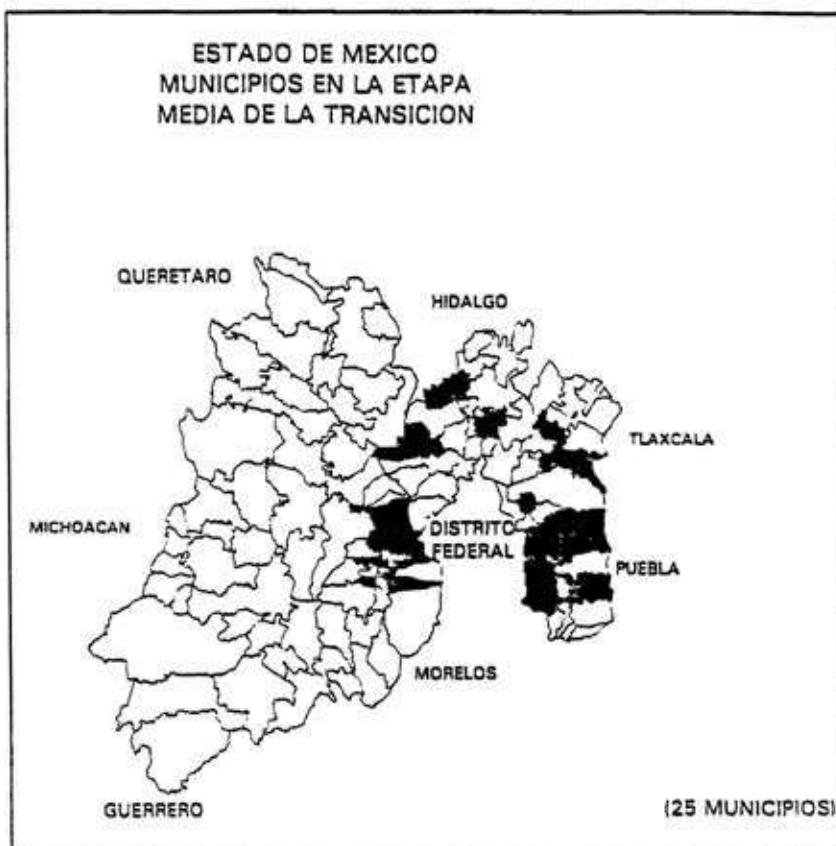 ESTADO DE MEXICO
MUNICIPIOS EN LA ETAPA
MEDIA DE LA TRANSICION
QUERETARO
HIDALGO
TLAXCALA
MICHOACAN
DISTRITO
FEDERAL
PUEBLA
MORELOS
GUERRERO
(25 MUNICIPIOS)